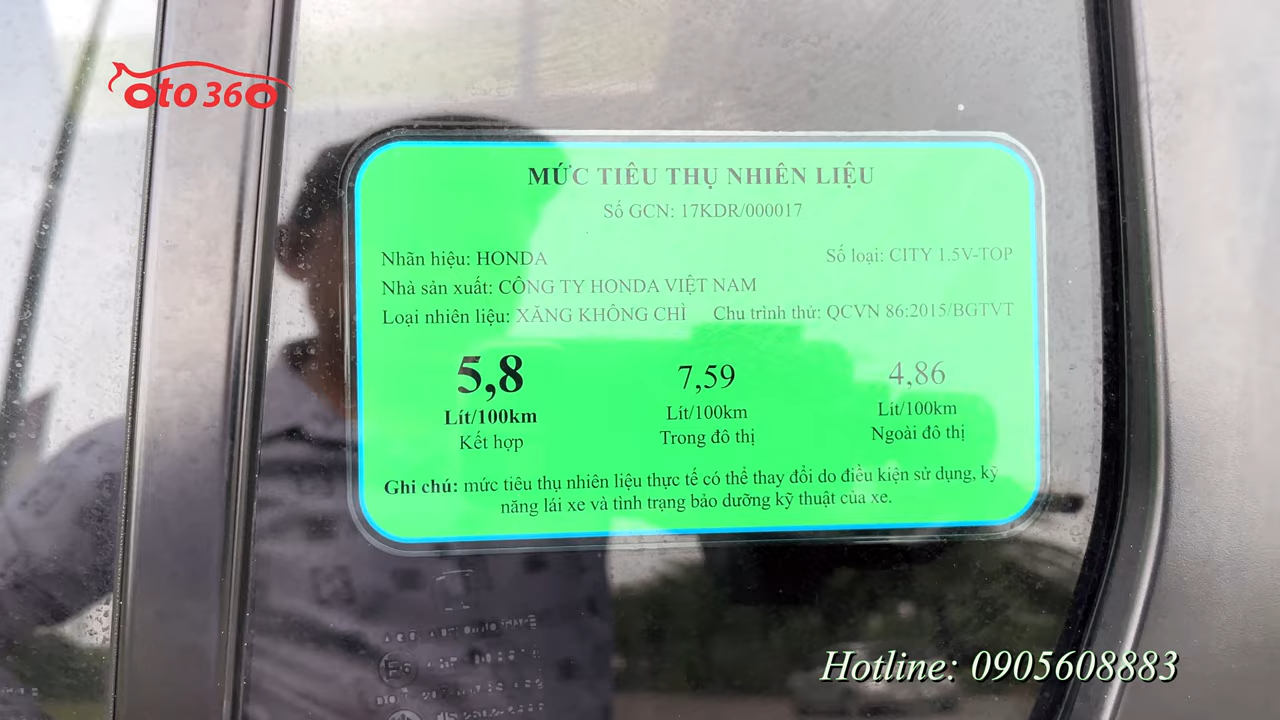 oto360
MỨC TIÊU THỤ NHIÊN LIỆU
Số GCN: 17KDR/000017
Nhãn hiệu: HONDA Số loại: CITY 1.5V-TOP
Nhà sản xuất: CÔNG TY HONDA VIỆT NAM
Loại nhiên liệu: XĂNG KHÔNG CHÌ Chu trình thử: QCVN 86:2015/BGTVT
5,8 7,59 4,86
Lít/100km Lít/100km Lít/100km
Kết hợp Trong đô thị Ngoài đô thị
Ghi chú: mức tiêu thụ nhiên liệu thực tế có thể thay đổi do điều kiện sử dụng, kỹ
năng lái xe và tình trạng bảo dưỡng kỹ thuật của xe.
Hotline: 0905608883